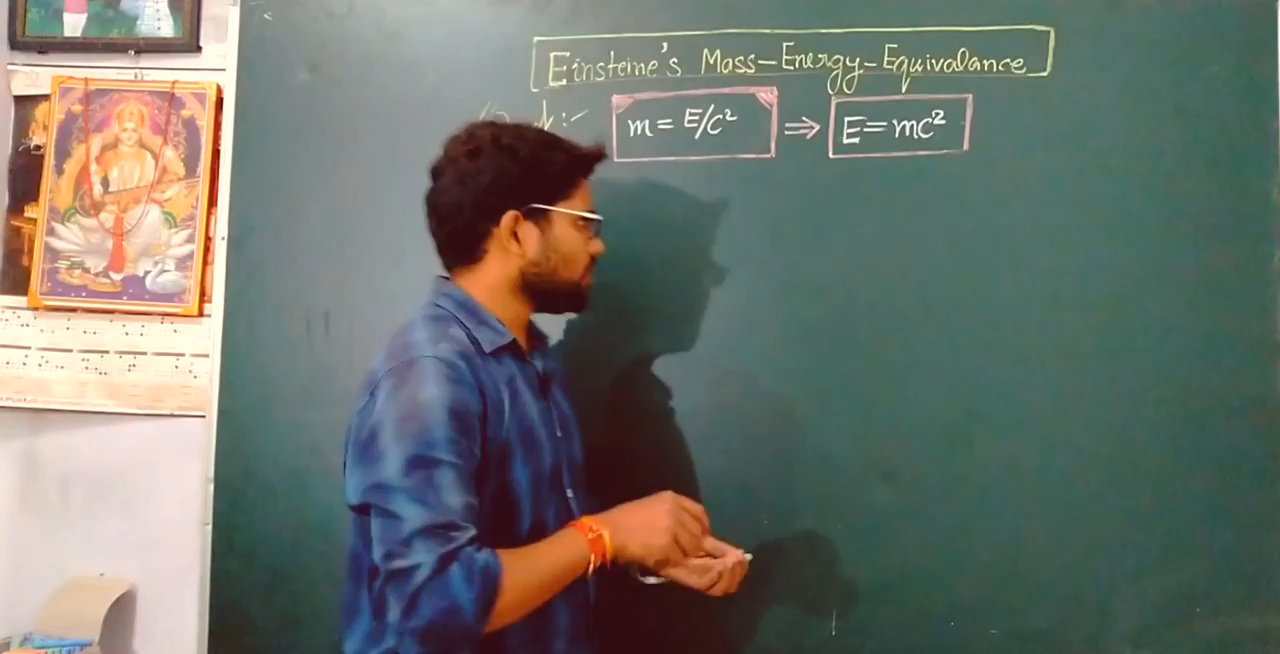 Einsteine's Mass-Energy-Equivalance
m = E/c² ⇒ E=mc²